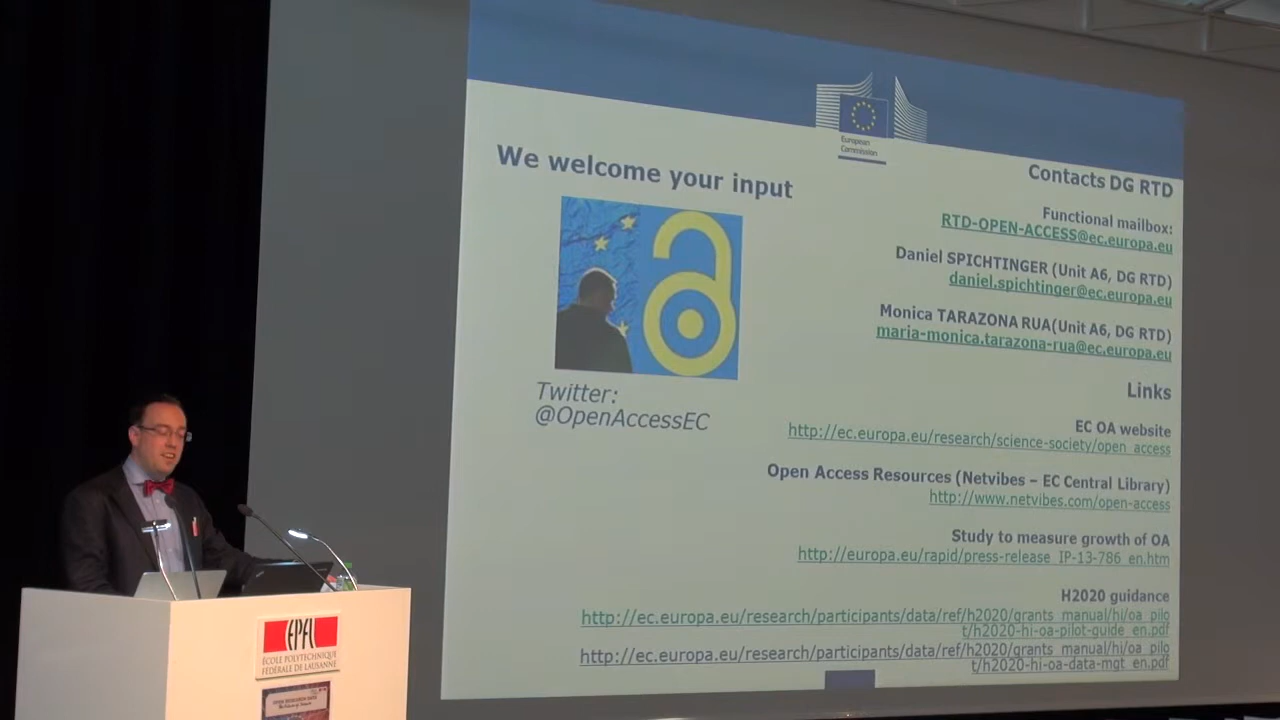 European
Commission
We welcome your input
Twitter:
@OpenAccessEC
Contacts DG RTD
Functional mailbox:
RTD-OPEN-ACCESS@ec.europa.eu
Daniel SPICHTINGER (Unit A6, DG RTD)
daniel.spichtinger@ec.europa.eu
Monica TARAZONA RUA(Unit A6, DG RTD)
maria-monica.tarazona-rua@ec.europa.eu
Links
EC OA website
http://ec.europa.eu/research/science-society/open_access
Open Access Resources (Netvibes – EC Central Library)
http://www.netvibes.com/open-access
Study to measure growth of OA
http://europa.eu/rapid/press-release_IP-13-786_en.htm
H2020 guidance
http://ec.europa.eu/research/participants/data/ref/h2020/grants_manual/hi/oa_pilo
t/h2020-hi-oa-pilot-guide_en.pdf
http://ec.europa.eu/research/participants/data/ref/h2020/grants_manual/hi/oa_pilo
t/h2020-hi-oa-data-mgt_en.pdf
EPFL
ÉCOLE POLYTECHNIQUE
FÉDÉRALE DE LAUSANNE